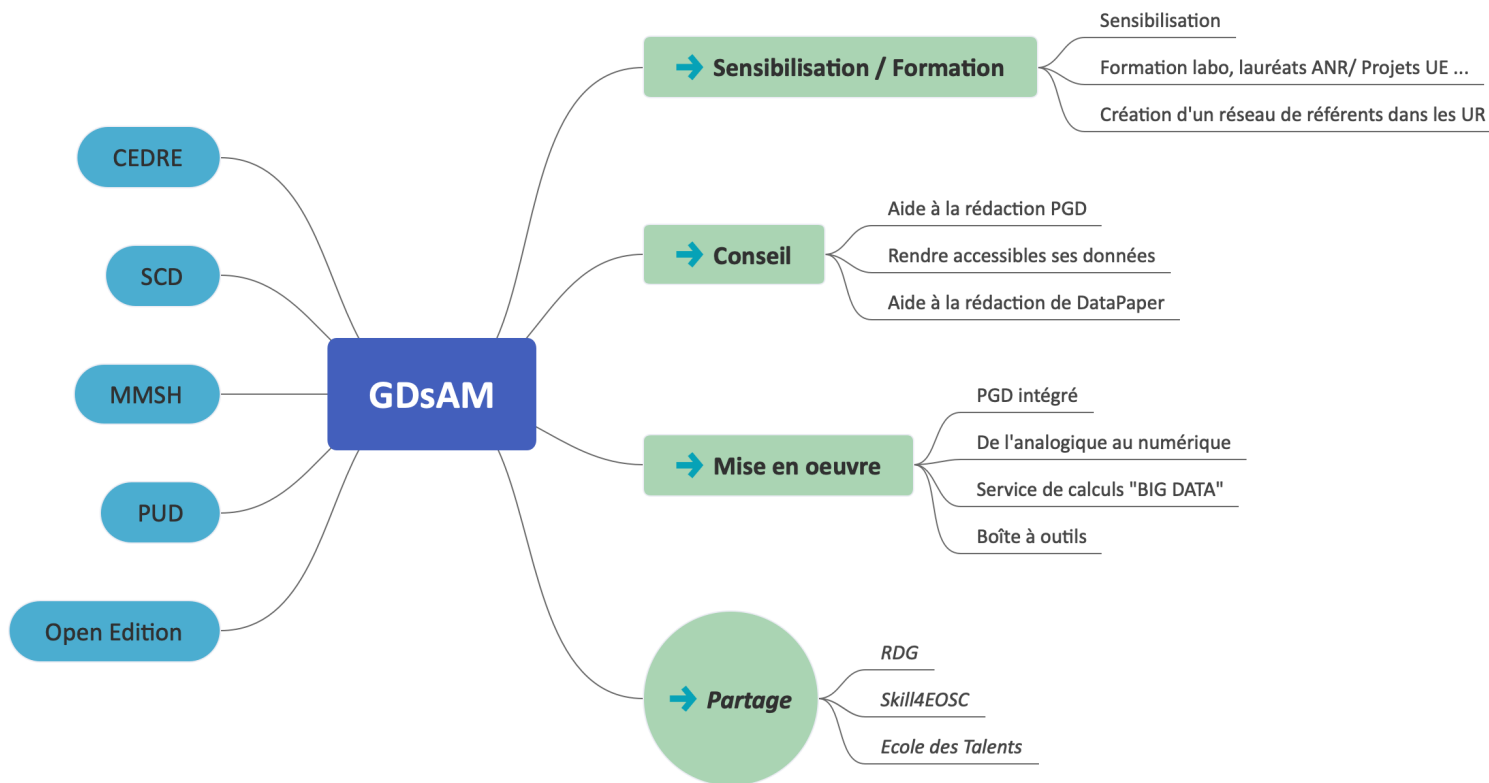 CEDRE
SCD
MMSH
PUD
Open Edition
GDsAM
Sensibilisation / Formation
Sensibilisation
Formation labo, lauréats ANR/ Projets UE ...
Création d'un réseau de référents dans les UR
Conseil
Aide à la rédaction PGD
Rendre accessibles ses données
Aide à la rédaction de DataPaper
Mise en oeuvre
PGD intégré
De l'analogique au numérique
Service de calculs "BIG DATA"
Boîte à outils
Partage
RDG
Skill4EOSC
Ecole des Talents